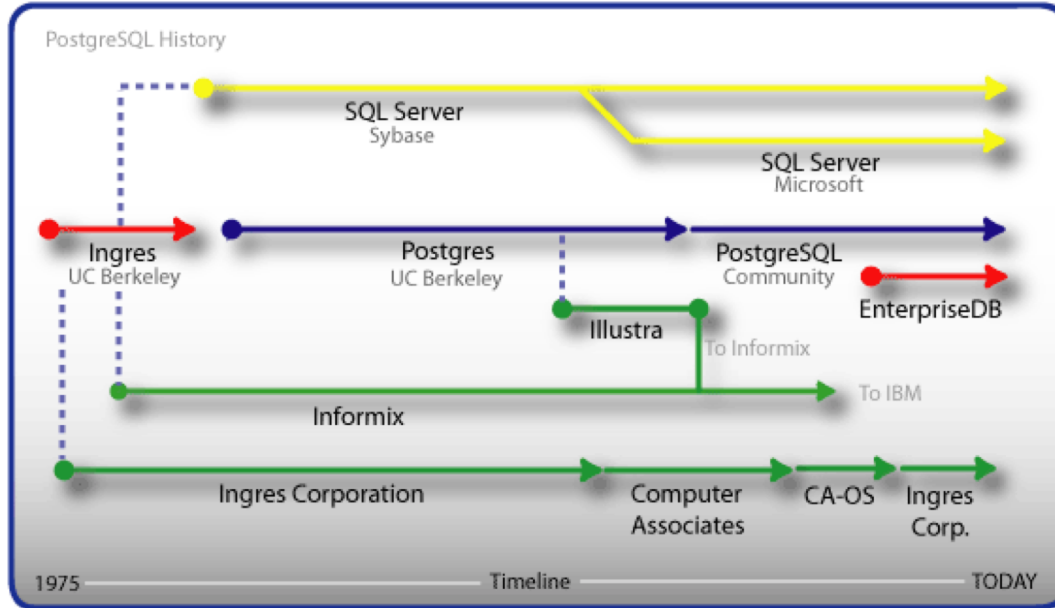 PostgreSQL History
SQL Server
Sybase
SQL Server
Microsoft
Ingres
UC Berkeley
Postgres
UC Berkeley
PostgreSQL
Community
EnterpriseDB
Illustra
To Informix
To IBM
Informix
Ingres Corporation
Computer
Associates
CA-OS
Ingres
Corp.
1975
Timeline
TODAY